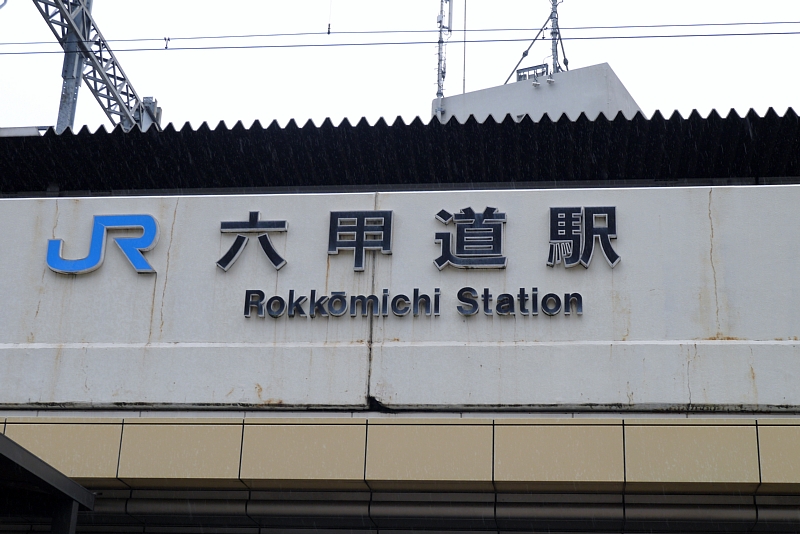 JR 六甲道駅
Rokkōmichi Station